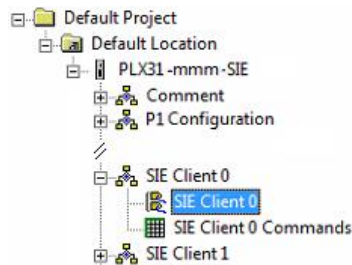 Default Project
Default Location
PLX31-mmm-SIE
Comment
P1 Configuration
SIE Client 0
SIE Client 0
SIE Client 0 Commands
SIE Client 1